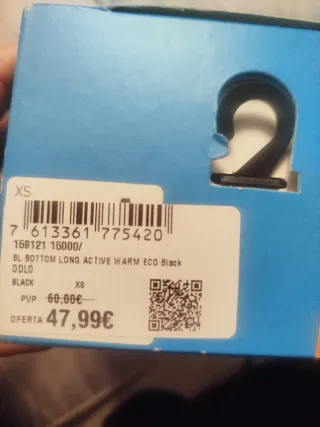 XS
7 613361 775420
159121 15000/
BL BOTTOM LONG ACTIVE WARM ECO Black
ODLO
BLACK XS
PVP 60,00€
OFERTA 47,99€